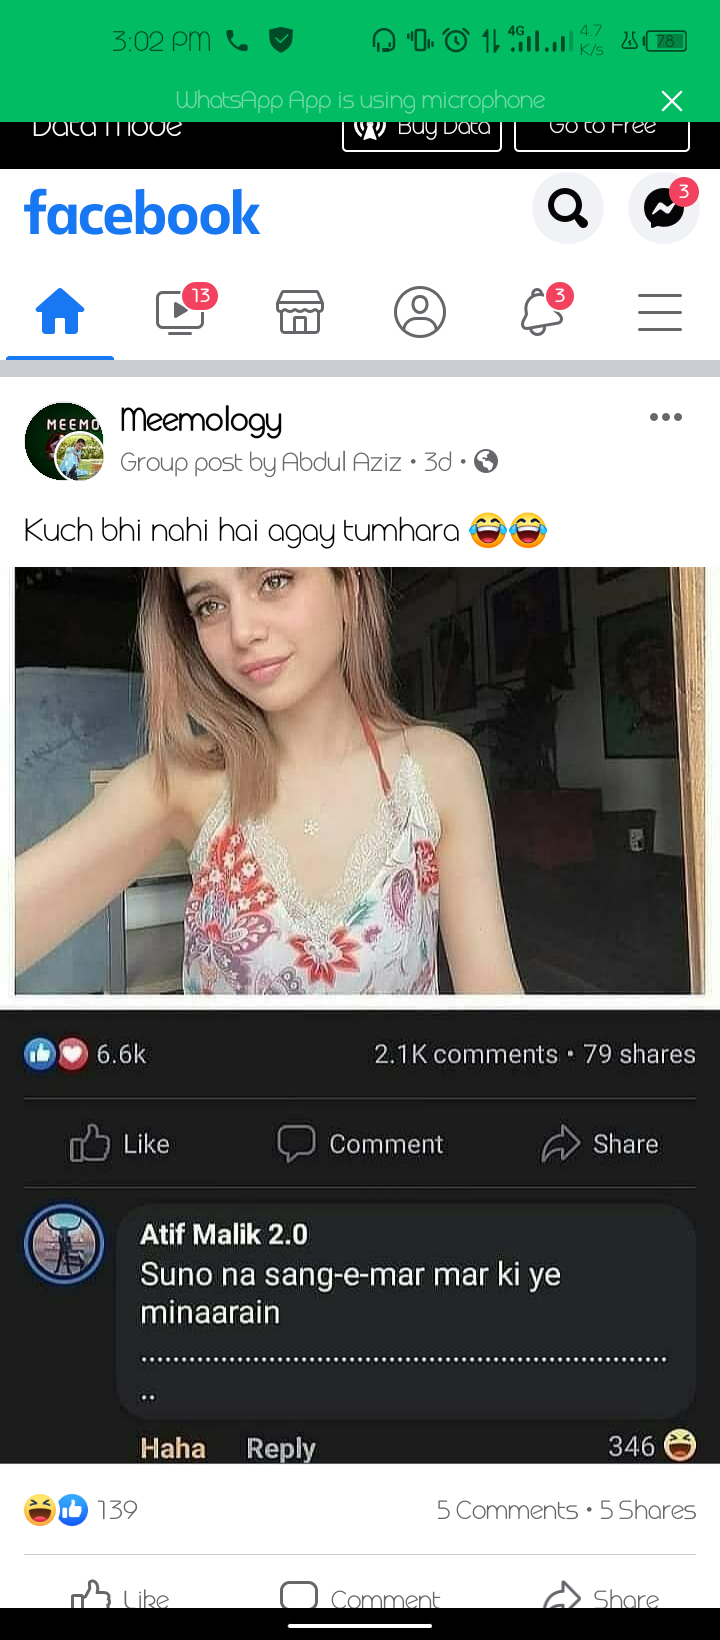 3:02 PM
4G
4.7
K/s
78
WhatsApp App is using microphone
Data mode
Buy Data
Go to Free
facebook
3
13
3
MEEMO
Meemology
Group post by Abdul Aziz • 3d •
Kuch bhi nahi hai agay tumhara 😂😂
6.6k
2.1K comments • 79 shares
Like
Comment
Share
Atif Malik 2.0
Suno na sang-e-mar mar ki ye
minaarain
..................................................................
..
Haha
Reply
346
139
5 Comments • 5 Shares
Like
Comment
Share